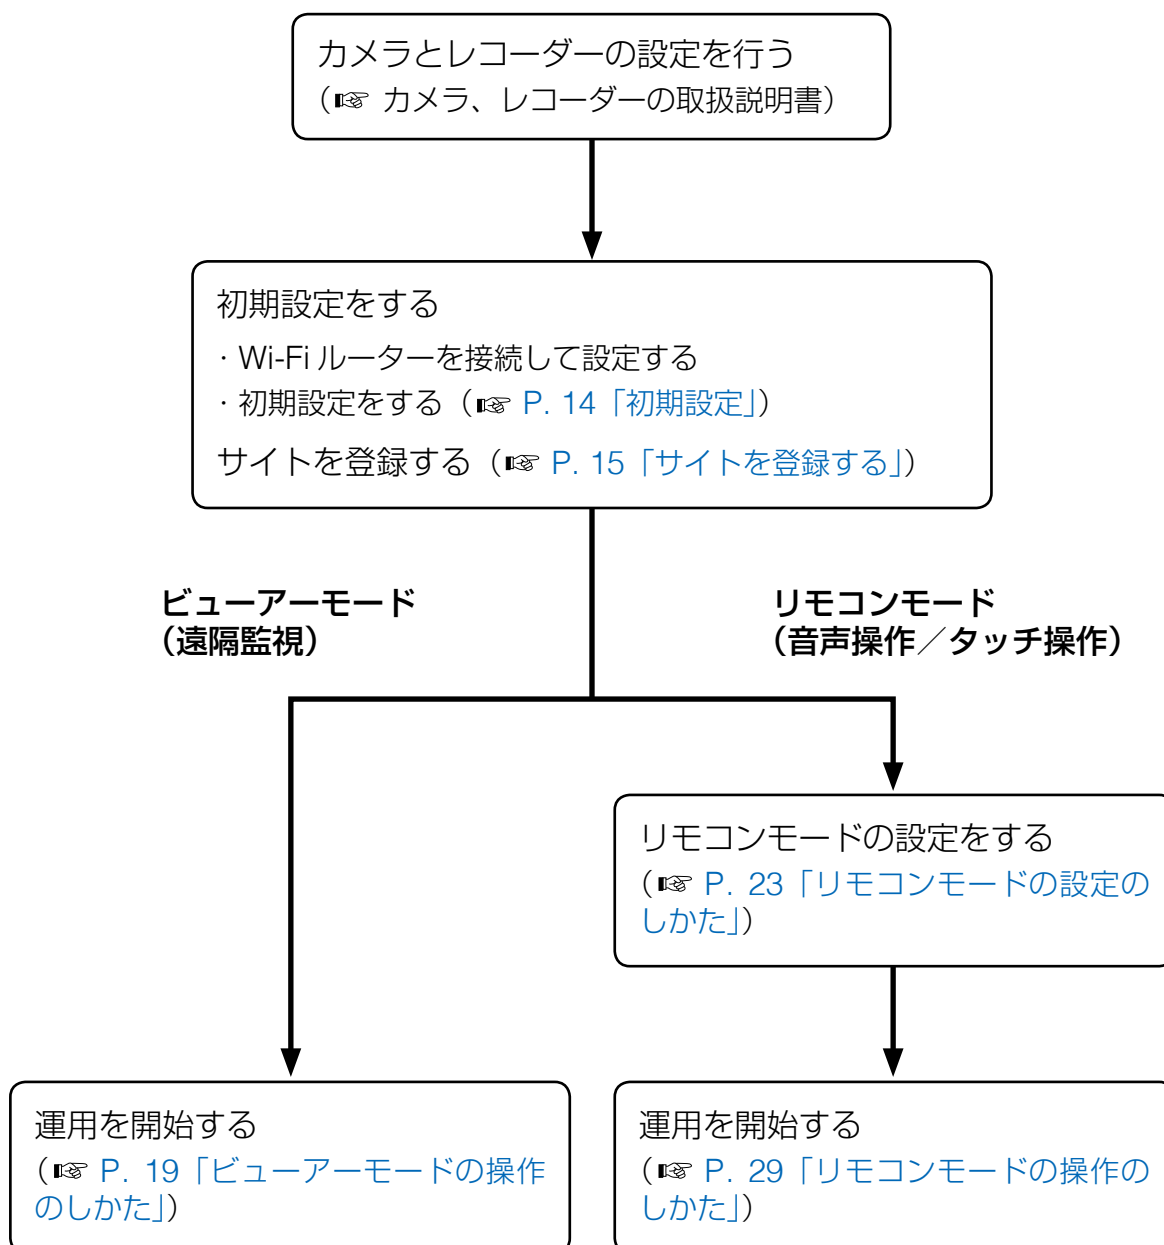 カメラとレコーダーの設定を行う
（☞ カメラ、レコーダーの取扱説明書）
初期設定をする
・Wi-Fi ルーターを接続して設定する
・初期設定をする（☞ P. 14「初期設定」）
サイトを登録する（☞ P. 15「サイトを登録する」）
ビューアーモード
（遠隔監視）
リモコンモード
（音声操作／タッチ操作）
リモコンモードの設定をする
（☞ P. 23「リモコンモードの設定の
しかた」）
運用を開始する
（☞ P. 19「ビューアーモードの操作
のしかた」）
運用を開始する
（☞ P. 29「リモコンモードの操作の
しかた」）